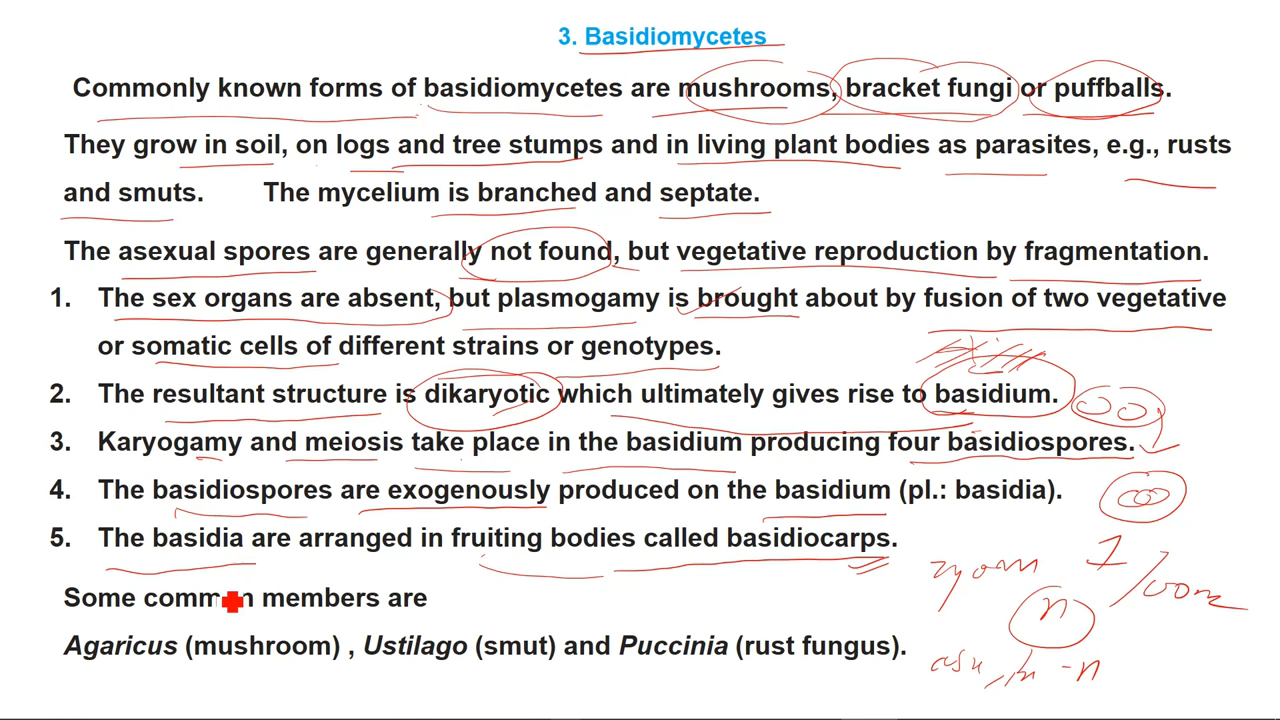 3. Basidiomycetes
Commonly known forms of basidiomycetes are mushrooms, bracket fungi or puffballs.
They grow in soil, on logs and tree stumps and in living plant bodies as parasites, e.g., rusts
and smuts. The mycelium is branched and septate.
The asexual spores are generally not found, but vegetative reproduction by fragmentation.
1. The sex organs are absent, but plasmogamy is brought about by fusion of two vegetative
or somatic cells of different strains or genotypes.
2. The resultant structure is dikaryotic which ultimately gives rise to basidium.
3. Karyogamy and meiosis take place in the basidium producing four basidiospores.
4. The basidiospores are exogenously produced on the basidium (pl.: basidia).
5. The basidia are arranged in fruiting bodies called basidiocarps.
n
Some common members are
Agaricus (mushroom) , Ustilago (smut) and Puccinia (rust fungus).